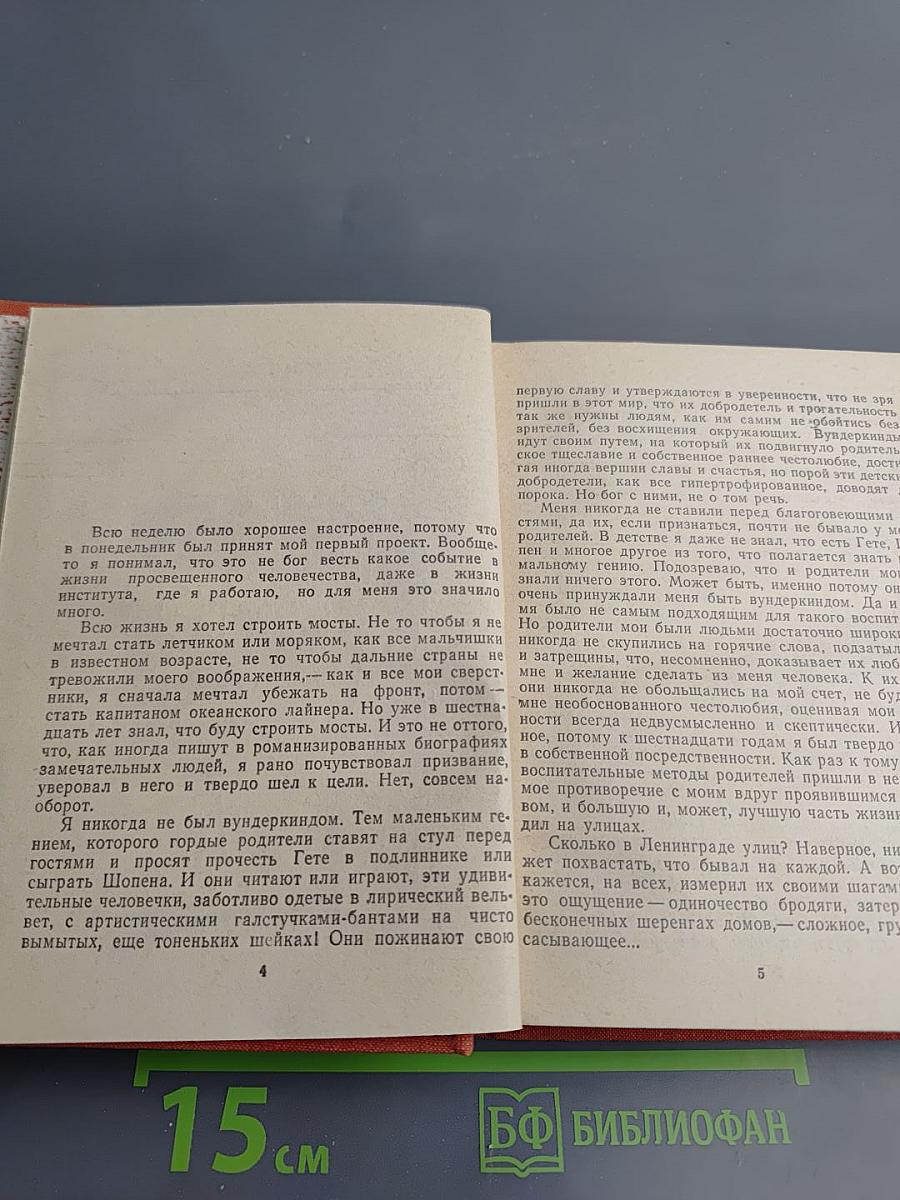 Всю неделю было хорошее настроение, потому что
в понедельник был принят мой первый проект. Вообще-
то я понимал, что это не бог весть какое событие в
жизни просвещенного человечества, даже в жизни
института, где я работаю, но для меня это значило
много.
Всю жизнь я хотел строить мосты. Не то чтобы я не
мечтал стать летчиком или моряком, как все мальчишки
в известном возрасте, не то чтобы дальние страны не
тревожили моего воображения,— как и все мои сверст-
ники, я сначала мечтал убежать на фронт, потом —
стать капитаном океанского лайнера. Но уже в шестна-
дцать лет знал, что буду строить мосты. И это не оттого,
что, как иногда пишут в романизированных биографиях
замечательных людей, я рано почувствовал призвание,
уверовал в него и твердо шел к цели. Нет, совсем на-
оборот.
Я никогда не был вундеркиндом. Тем маленьким ге-
нием, которого гордые родители ставят на стул перед
гостями и просят прочесть Гете в подлиннике или
сыграть Шопена. И они читают или играют, эти удиви-
тельные человечки, заботливо одетые в лирический вель-
вет, с артистическими галстучками-бантами на чисто
вымытых, еще тоненьких шейках! Они пожинают свою
4
первую славу и утверждаются в уверенности, что не зря
пришли в этот мир, что их добродетель и трогательность
так же нужны людям, как им самим не обойтись без
зрителей, без восхищения окружающих. Вундеркинды
идут своим путем, на который их подвигнуло родитель
ское тщеславие и собственное раннее честолюбие, дости
гая иногда вершин славы и счастья, но порой эти детски
добродетели, как все гипертрофированное, доводят д
порока. Но бог с ними, не о том речь.
Меня никогда не ставили перед благоговеющими
стями, да их, если признаться, почти не бывало у мо
родителей. В детстве я даже не знал, что есть Гете,
пен и многое другое из того, что полагается знать
мальному гению. Подозреваю, что и родители мои
знали ничего этого. Может быть, именно потому он
очень принуждали меня быть вундеркиндом. Да и
мя было не самым подходящим для такого воспит
Но родители мои были людьми достаточно широки
никогда не скупились на горячие слова, подзатыл
и затрещины, что, несомненно, доказывает их люб
мне и желание сделать из меня человека. К их
они никогда не обольщались на мой счет, не буд
мне необоснованного честолюбия, оценивая мои
ности всегда недвусмысленно и скептически. И
ное, потому к шестнадцати годам я был твердо
в собственной посредственности. Как раз к тому
воспитательные методы родителей пришли в не
мое противоречие с моим вдруг проявившимся
вом, и большую и, может, лучшую часть жизни
дил на улицах.
Сколько в Ленинграде улиц? Наверное, ни
жет похвастать, что бывал на каждой. А вот
кажется, на всех, измерил их своими шагам
это ощущение — одиночество бродяги, затер
бесконечных шеренгах домов,— сложное, гру
сасывающее...
5
15 см
БФ БИБЛИОФАН